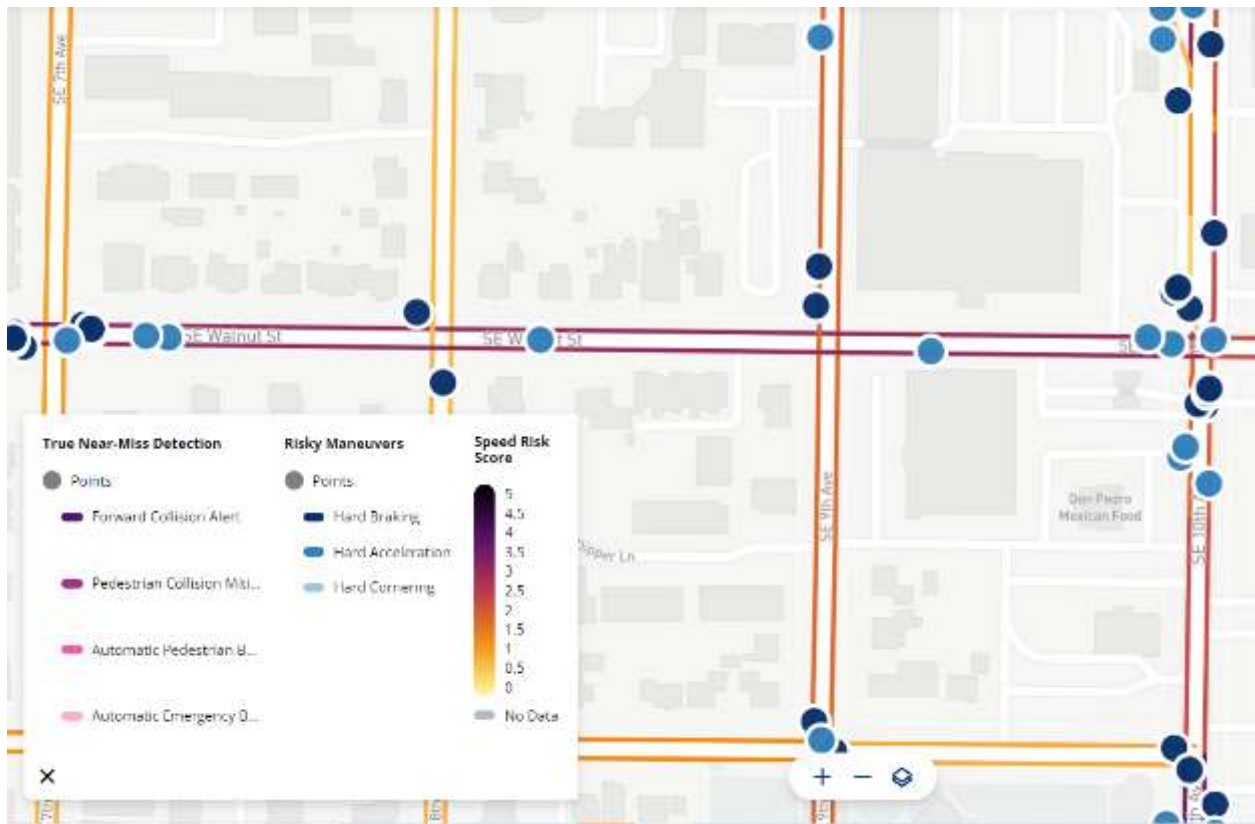 SE 7th Ave
SE Walnut St
SE W t St
SE 9th Ave
Don Pedro
Mexican Food
SE 10th
True Near-Miss Detection
Points
Forward Collision Alert
Pedestrian Collision Miti...
Automatic Pedestrian B...
Automatic Emergency B...
Risky Maneuvers
Points
Hard Braking
Hard Acceleration
Hard Cornering
Speed Risk
Score
5
4.5
4
3.5
3
2.5
2
1.5
1
0.5
0
No Data